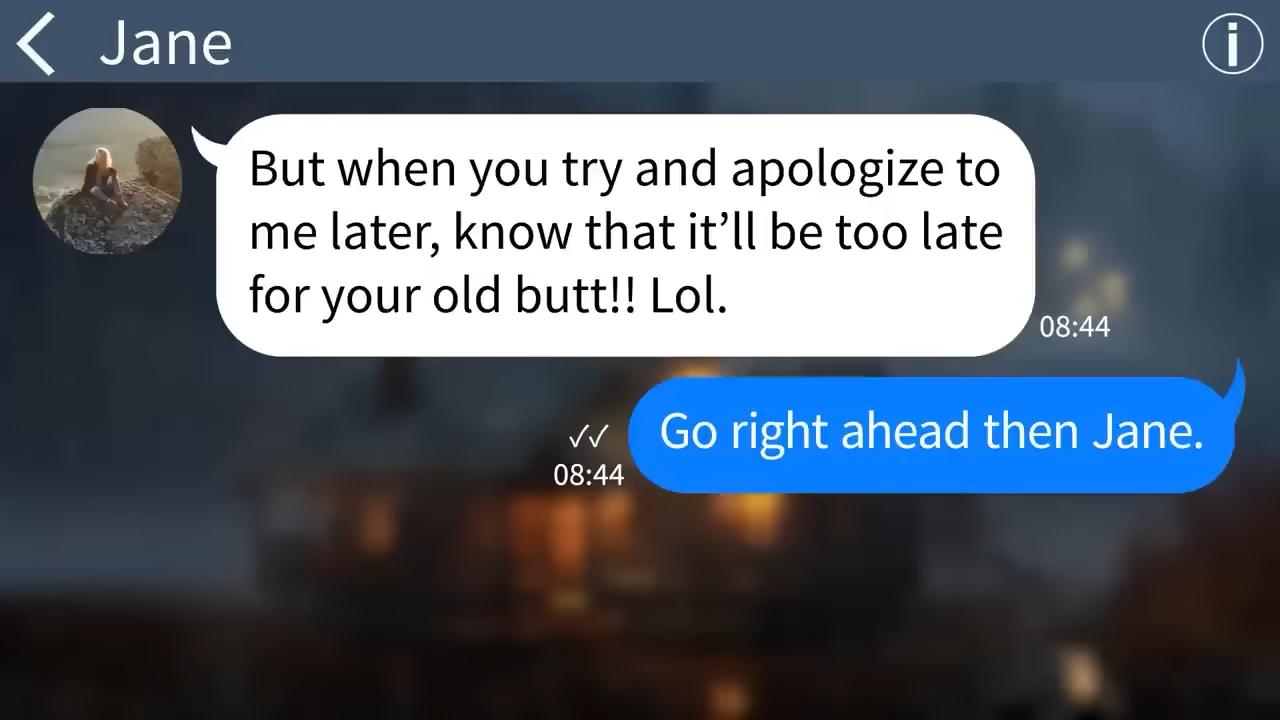 Jane
But when you try and apologize to
me later, know that it’ll be too late
for your old butt!! Lol.
08:44
Go right ahead then Jane.
08:44